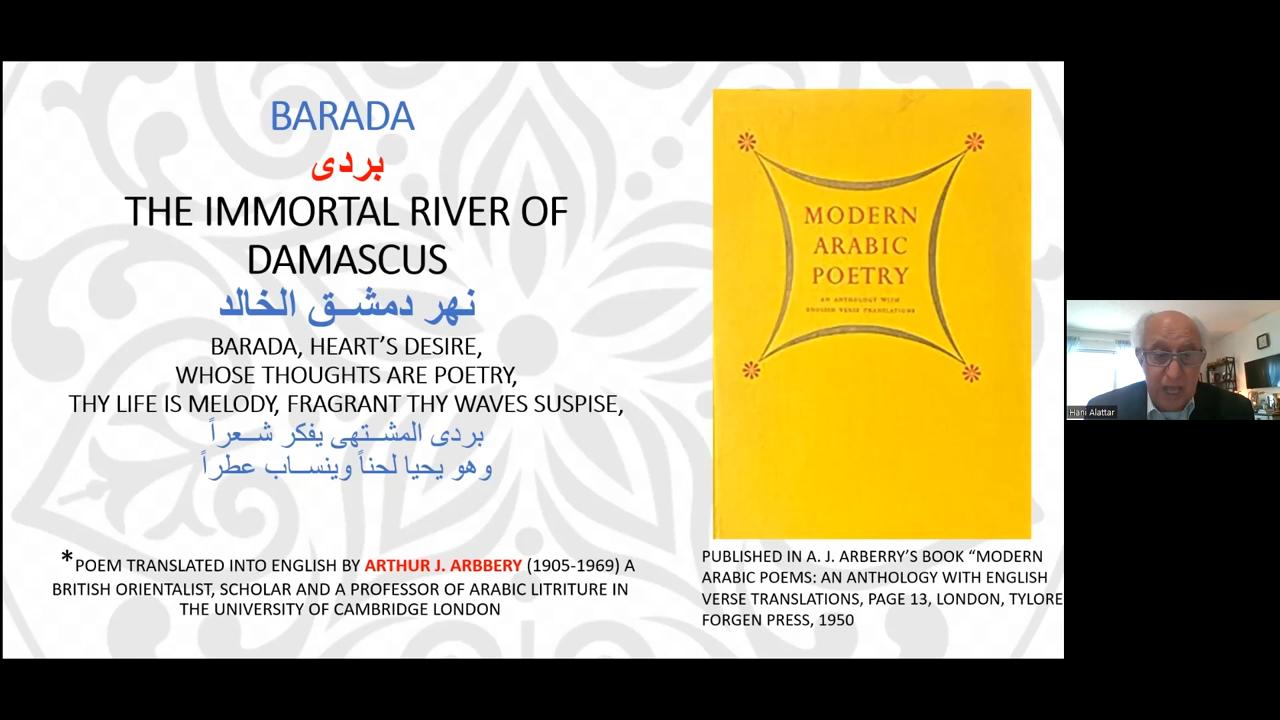 BARADA
بردى
THE IMMORTAL RIVER OF
DAMASCUS
نهر دمشق الخالد
BARADA, HEART'S DESIRE,
WHOSE THOUGHTS ARE POETRY,
THY LIFE IS MELODY, FRAGRANT THY WAVES SUSPISE,
بردى المشتهى يفكر شعراً
وهو يحيا لحناً وينساب عطراً
*POEM TRANSLATED INTO ENGLISH BY ARTHUR J. ARBBERY (1905-1969) A
BRITISH ORIENTALIST, SCHOLAR AND A PROFESSOR OF ARABIC LITRITURE IN
THE UNIVERSITY OF CAMBRIDGE LONDON
MODERN
ARABIC
POETRY
AN ANTHOLOGY WITH
ENGLISH VERSE TRANSLATIONS
PUBLISHED IN A. J. ARBERRY'S BOOK “MODERN
ARABIC POEMS: AN ANTHOLOGY WITH ENGLISH
VERSE TRANSLATIONS, PAGE 13, LONDON, TYLORE
FORGEN PRESS, 1950
Hani Alattar